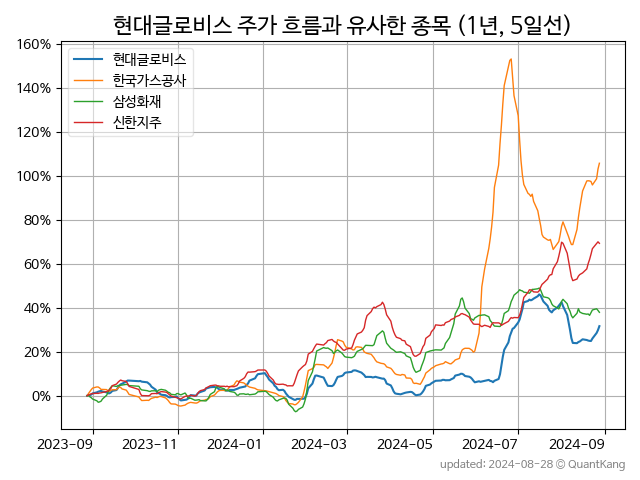 현대글로비스 주가 흐름과 유사한 종목 (1년, 5일선)
160%
140%
120%
100%
80%
60%
40%
20%
0%
현대글로비스
한국가스공사
삼성화재
신한지주
2023-09
2023-11
2024-01
2024-03
2024-05
2024-07
2024-09
updated: 2024-08-28 © QuantKang